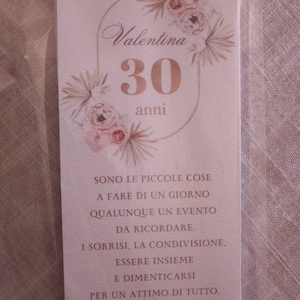 Valentina
30
anni
SONO LE PICCOLE COSE
A FARE DI UN GIORNO
QUALUNQUE UN EVENTO
DA RICORDARE.
I SORRISI, LA CONDIVISIONE,
ESSERE INSIEME
E DIMENTICARSI
PER UN ATTIMO DI TUTTO.